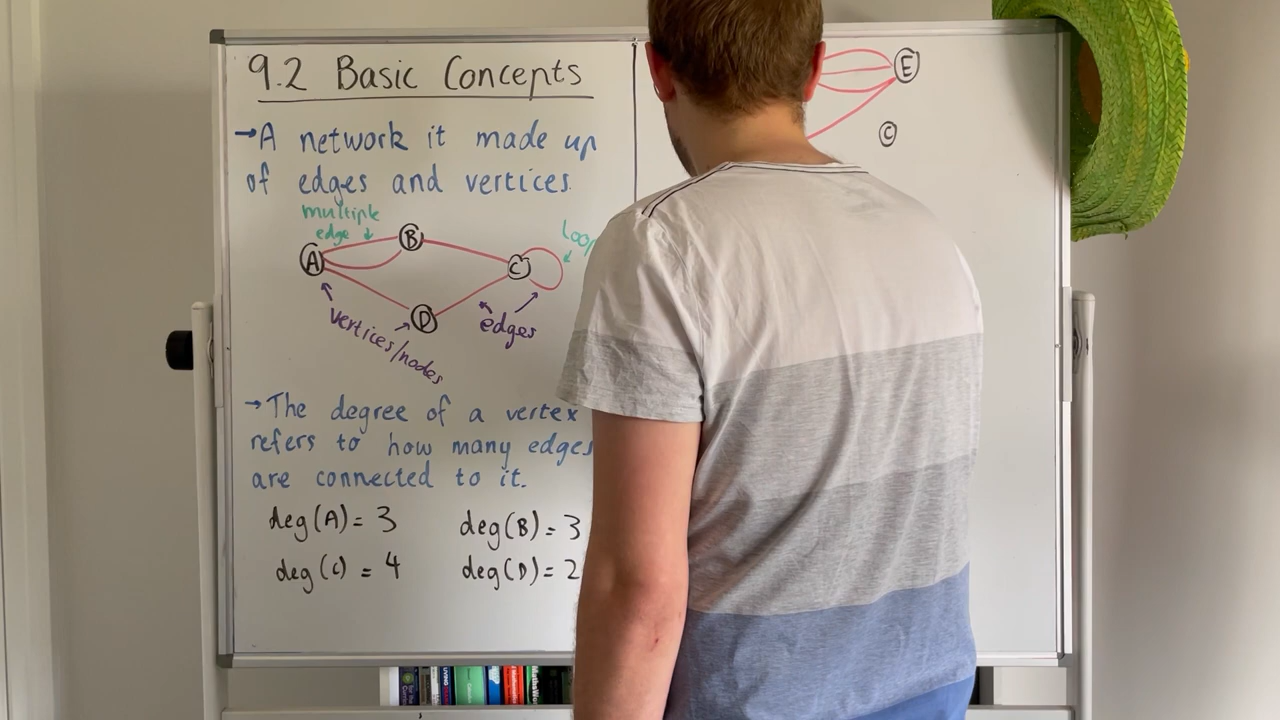 9.2 Basic Concepts
→A network it made up
of edges and vertices.
multiple
edge
A
B
C
D
loop
vertices/nodes
edges
→The degree of a vertex
refers to how many edges
are connected to it.
deg(A)= 3
deg(B)= 3
deg(C) = 4
deg(D)= 2
E
C